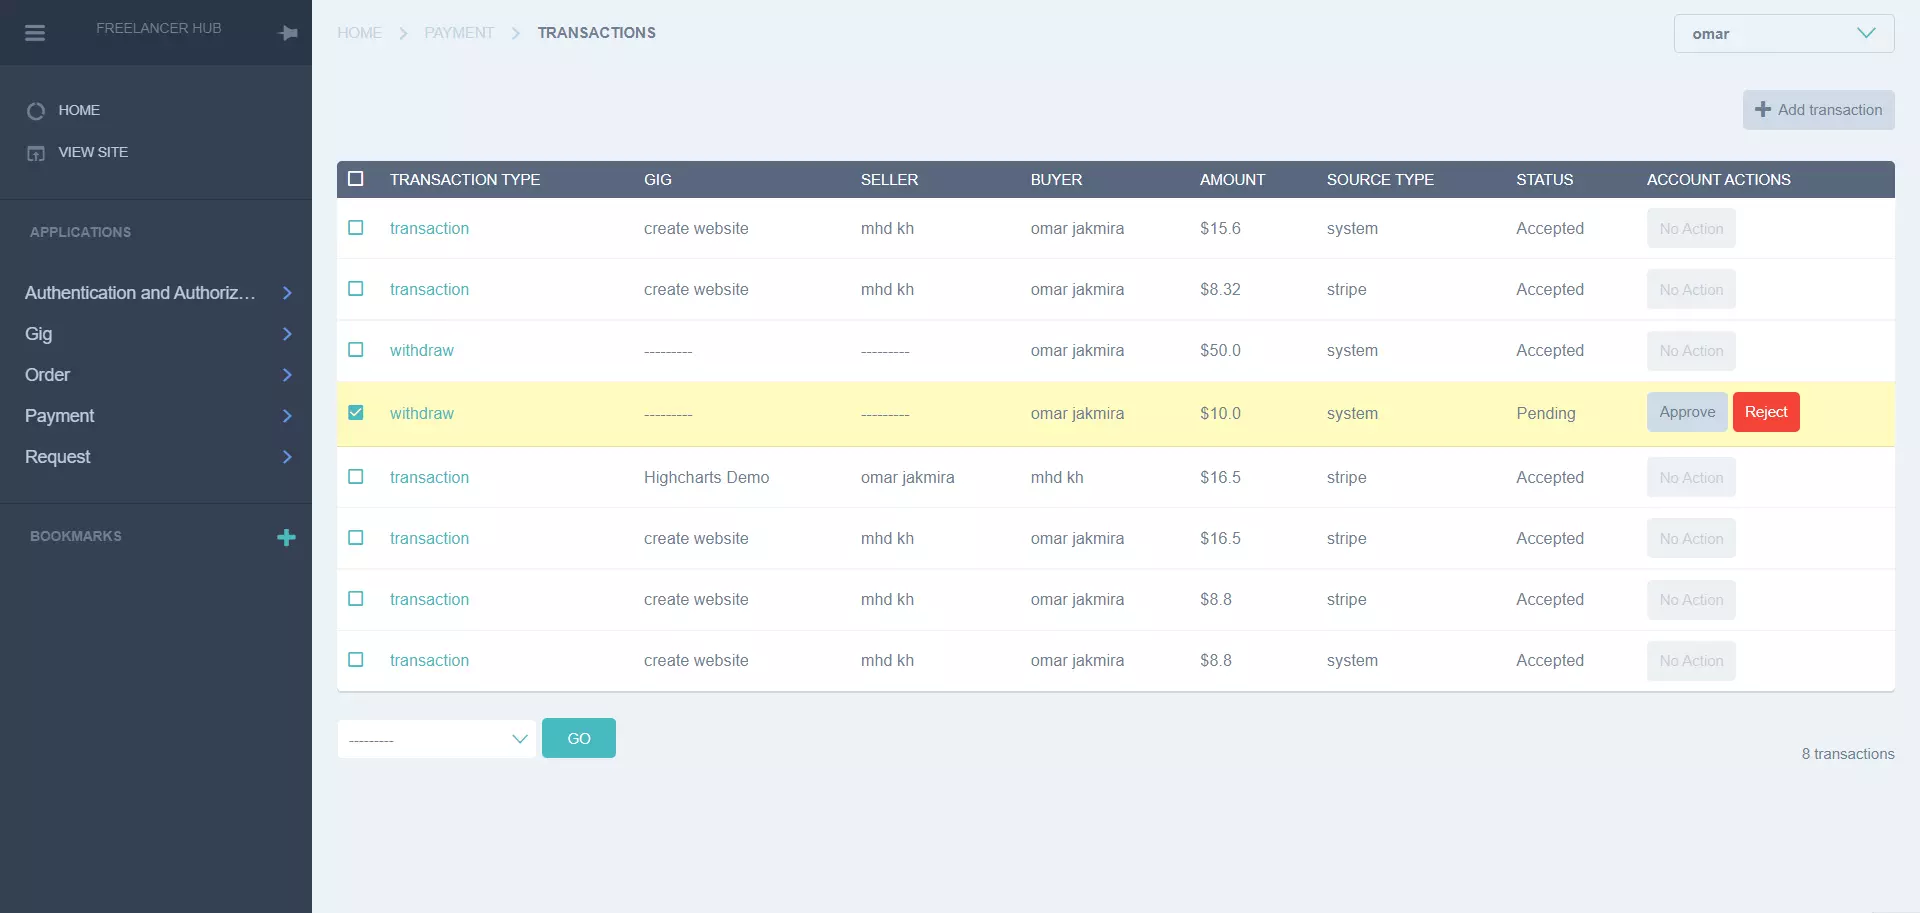 FREELANCER HUB
HOME
VIEW SITE
APPLICATIONS
Authentication and Authoriz...
Gig
Order
Payment
Request
BOOKMARKS
HOME PAYMENT TRANSACTIONS
omar
Add transaction
TRANSACTION TYPE GIG SELLER BUYER AMOUNT SOURCE TYPE STATUS ACCOUNT ACTIONS
transaction create website mhd kh omar jakmira $15.6 system Accepted No Action
transaction create website mhd kh omar jakmira $8.32 stripe Accepted No Action
withdraw --------- --------- omar jakmira $50.0 system Accepted No Action
withdraw --------- --------- omar jakmira $10.0 system Pending Approve Reject
transaction Highcharts Demo omar jakmira mhd kh $16.5 stripe Accepted No Action
transaction create website mhd kh omar jakmira $16.5 stripe Accepted No Action
transaction create website mhd kh omar jakmira $8.8 stripe Accepted No Action
transaction create website mhd kh omar jakmira $8.8 system Accepted No Action
--------- GO
8 transactions